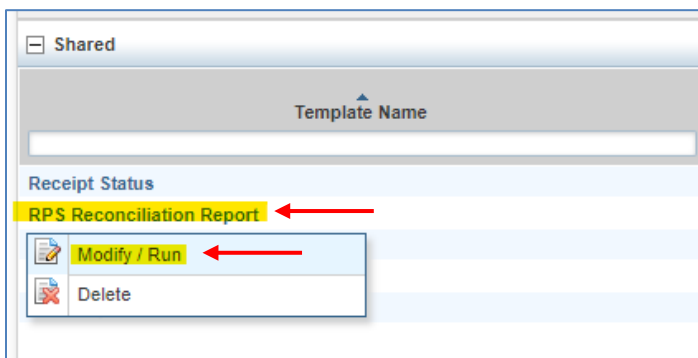 Shared
Template Name
Receipt Status
RPS Reconciliation Report
Modify / Run
Delete